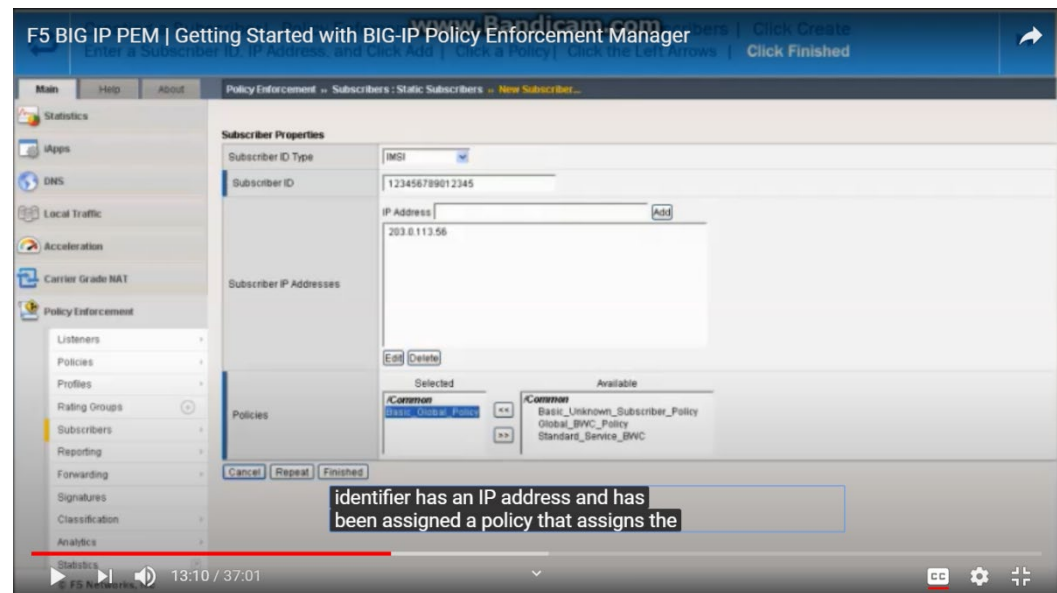 www.Bandicam.com
F5 BIG IP PEM | Getting Started with BIG-IP Policy Enforcement Manager
Click Create
Enter a Subscriber ID, IP Address, and Click Add | Click a Policy | Click the Left Arrows | Click Finished
Main Help About
Policy Enforcement » Subscribers : Static Subscribers » New Subscriber...
Statistics
iApps
DNS
Local Traffic
Acceleration
Carrier Grade NAT
Policy Enforcement
Listeners
Policies
Profiles
Rating Groups
Subscribers
Reporting
Forwarding
Signatures
Classification
Analytics
Statistics
Subscriber Properties
Subscriber ID Type IMSI
Subscriber ID 123456789012345
IP Address Add
Subscriber IP Addresses
203.0.113.56
Edit Delete
Policies
Selected Available
/Common /Common
Basic_Global_Policy << Basic_Unknown_Subscriber_Policy
Global_BWC_Policy
>> Standard_Service_BWC
Cancel Repeat Finished
identifier has an IP address and has
been assigned a policy that assigns the
13:10 / 37:01
CC
© F5 Networks,